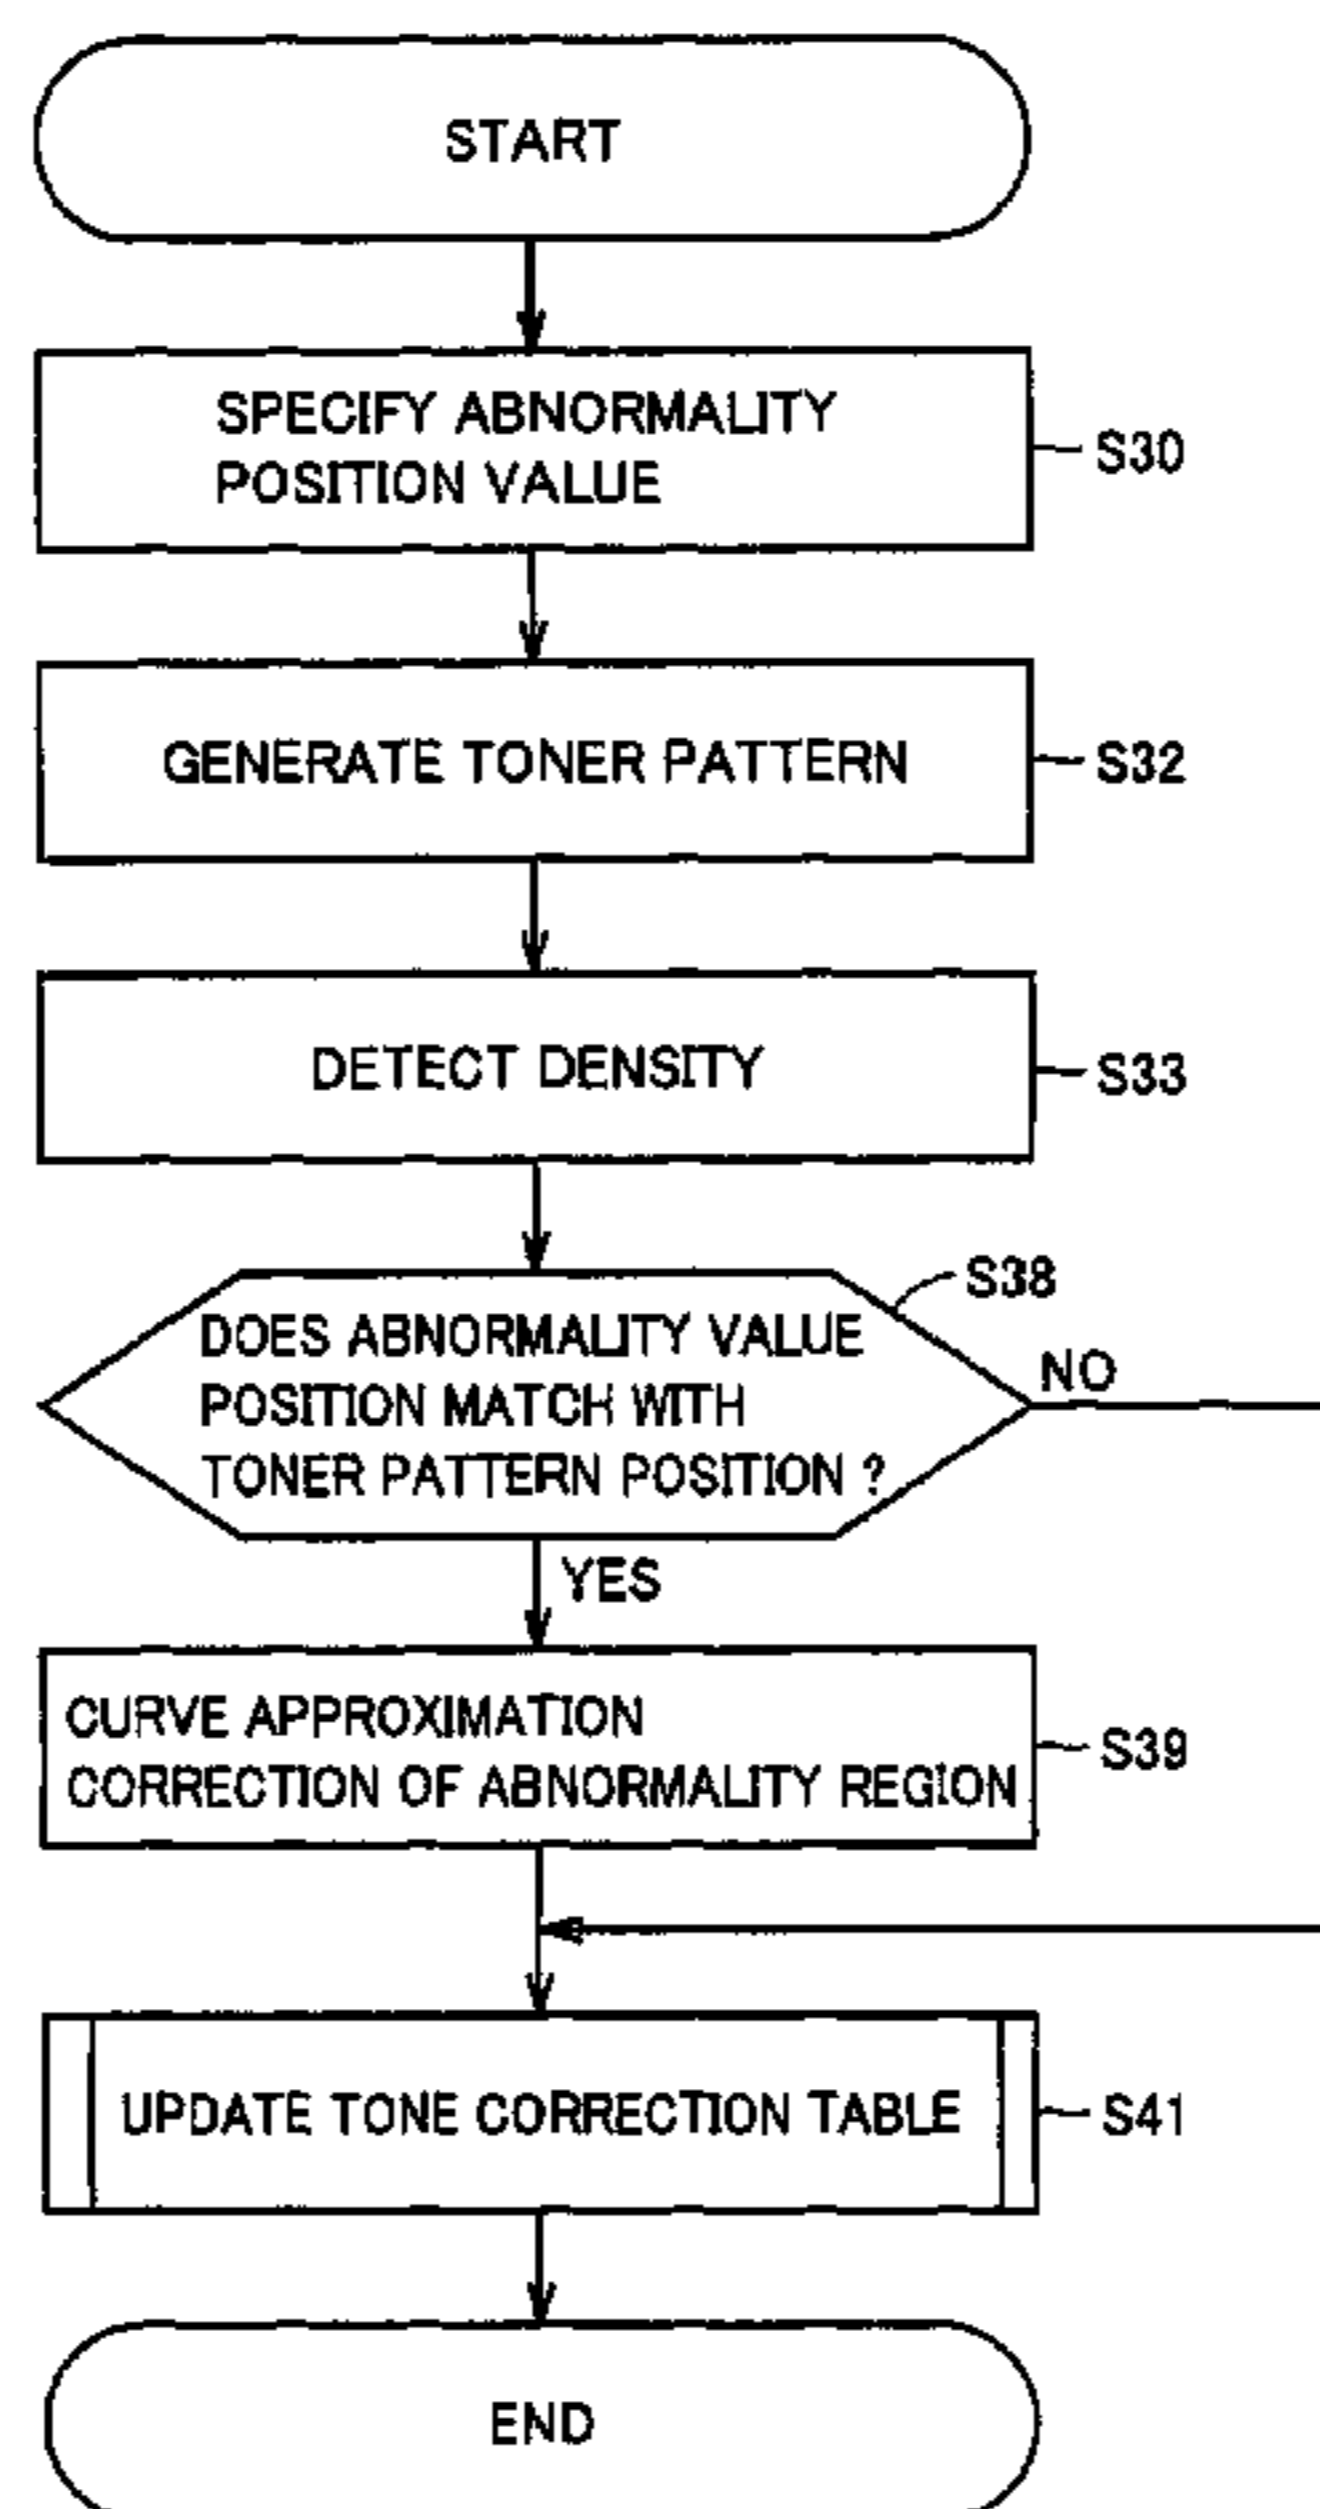 START
SPECIFY ABNORMALITY
POSITION VALUE
S30
GENERATE TONER PATTERN
S32
DETECT DENSITY
S33
S38
DOES ABNORMALITY VALUE
POSITION MATCH WITH
TONER PATTERN POSITION ?
NO
YES
CURVE APPROXIMATION
CORRECTION OF ABNORMALITY REGION
S39
UPDATE TONE CORRECTION TABLE
S41
END